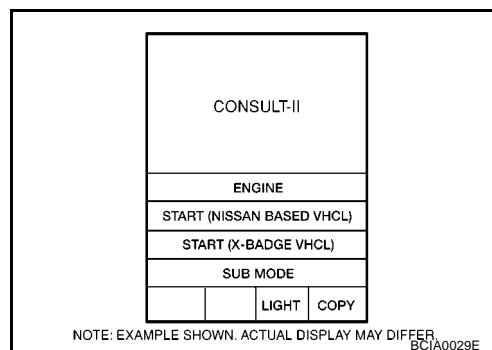 CONSULT-II
ENGINE
START (NISSAN BASED VHCL)
START (X-BADGE VHCL)
SUB MODE
LIGHT COPY
NOTE: EXAMPLE SHOWN. ACTUAL DISPLAY MAY DIFFER.
BCIA0029E